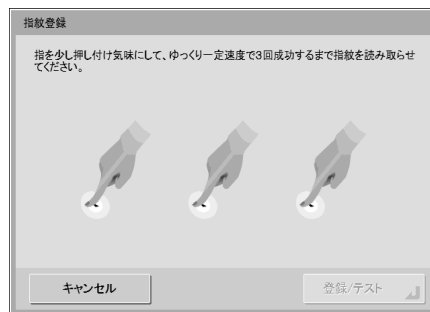 指紋登録
指を少し押し付け気味にして、ゆっくり一定速度で3回成功するまで指紋を読み取らせ
てください。
キャンセル
登録/テスト